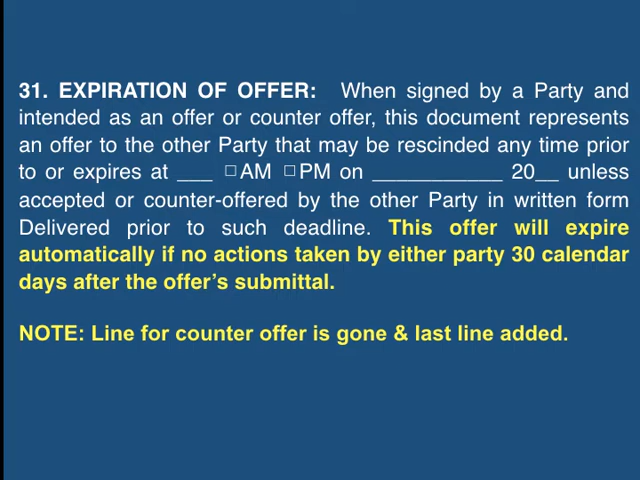 31. EXPIRATION OF OFFER: When signed by a Party and
intended as an offer or counter offer, this document represents
an offer to the other Party that may be rescinded any time prior
to or expires at ___ □AM □PM on ___________ 20__ unless
accepted or counter-offered by the other Party in written form
Delivered prior to such deadline. This offer will expire
automatically if no actions taken by either party 30 calendar
days after the offer’s submittal.
NOTE: Line for counter offer is gone & last line added.